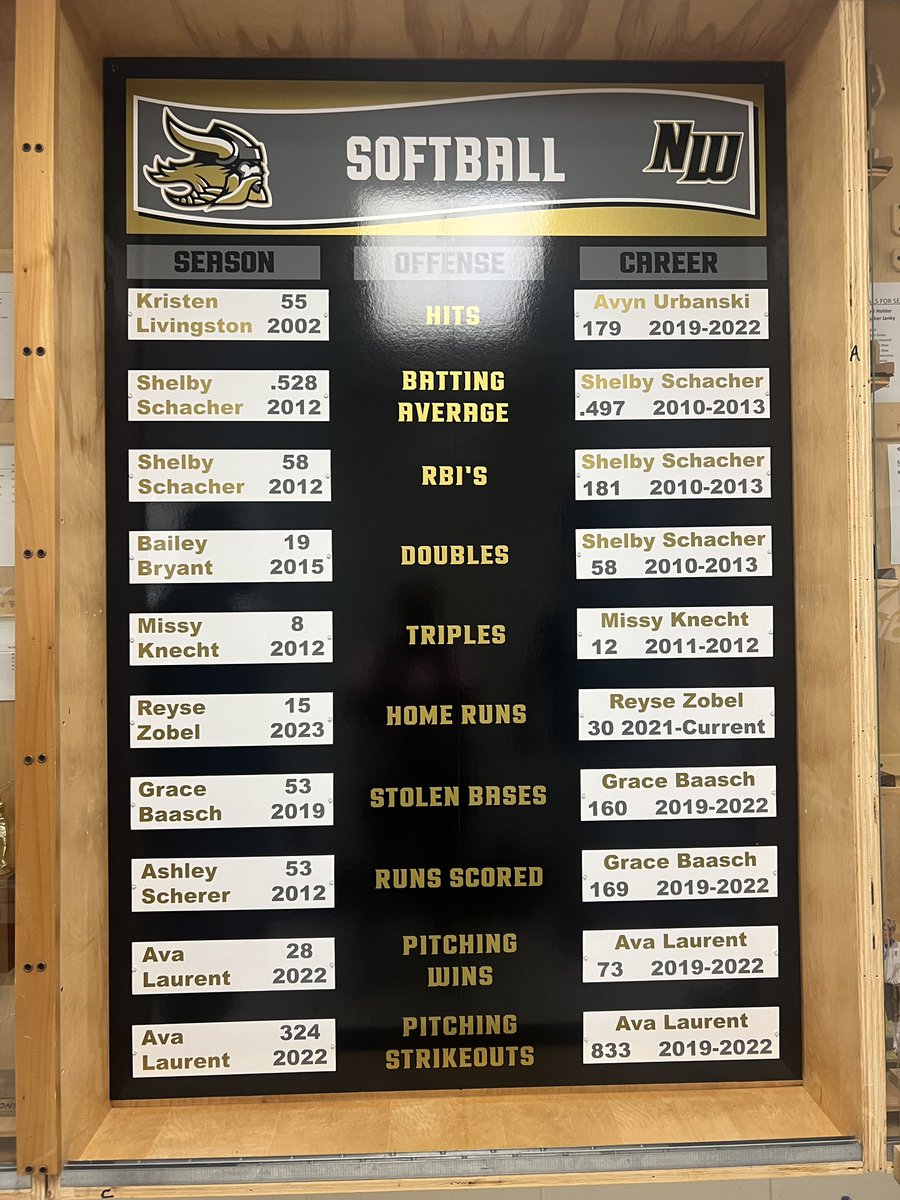 SOFTBALL
NW
SEASON OFFENSE CAREER
Kristen 55
Livingston 2002
HITS
Avyn Urbanski
179 2019-2022
Shelby .528
Schacher 2012
BATTING
AVERAGE
Shelby Schacher
.497 2010-2013
Shelby 58
Schacher 2012
RBI'S
Shelby Schacher
181 2010-2013
Bailey 19
Bryant 2015
DOUBLES
Shelby Schacher
58 2010-2013
Missy 8
Knecht 2012
TRIPLES
Missy Knecht
12 2011-2012
Reyse 15
Zobel 2023
HOME RUNS
Reyse Zobel
30 2021-Current
Grace 53
Baasch 2019
STOLEN BASES
Grace Baasch
160 2019-2022
Ashley 53
Scherer 2012
RUNS SCORED
Grace Baasch
169 2019-2022
Ava 28
Laurent 2022
PITCHING
WINS
Ava Laurent
73 2019-2022
Ava 324
Laurent 2022
PITCHING
STRIKEOUTS
Ava Laurent
833 2019-2022
A
C